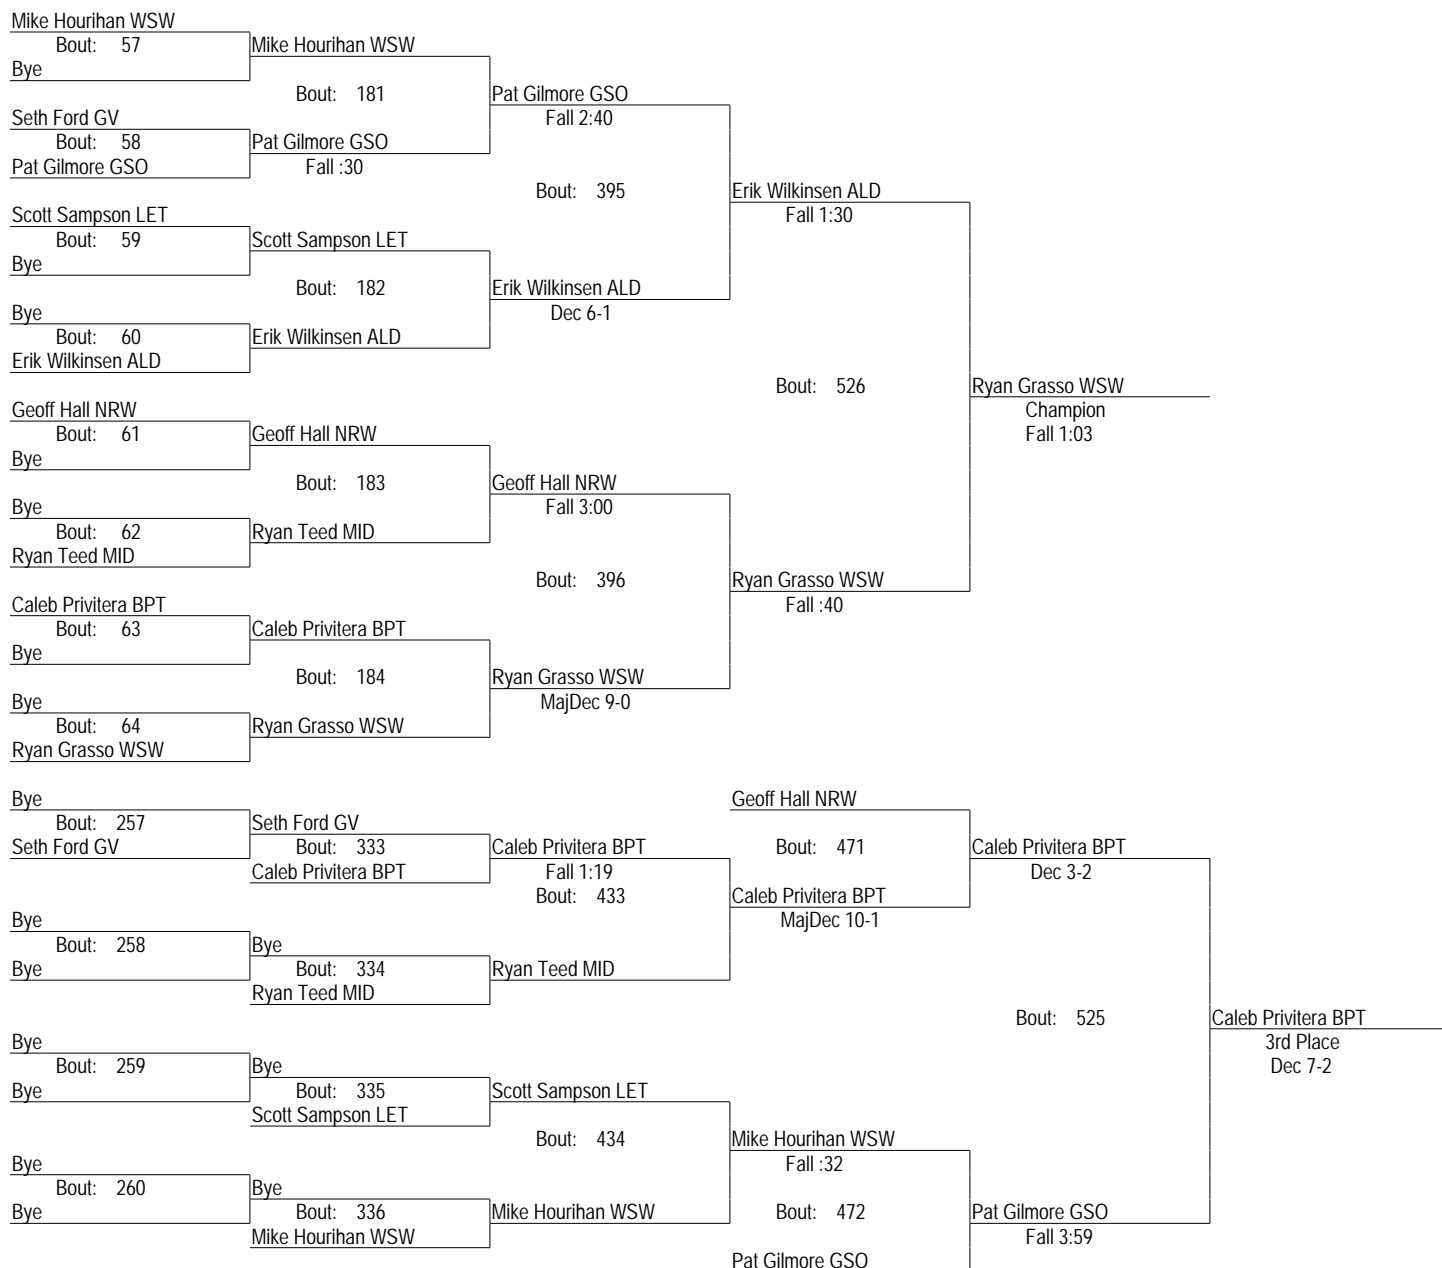 Mike Hourihan WSW
Bout: 57 Mike Hourihan WSW
Bye
Bout: 181 Pat Gilmore GSO
Seth Ford GV Fall 2:40
Bout: 58 Pat Gilmore GSO
Pat Gilmore GSO Fall :30
Bout: 395 Erik Wilkinsen ALD
Scott Sampson LET Fall 1:30
Bout: 59 Scott Sampson LET
Bye
Bout: 182 Erik Wilkinsen ALD
Bye Dec 6-1
Bout: 60 Erik Wilkinsen ALD
Erik Wilkinsen ALD
Bout: 526 Ryan Grasso WSW
Geoff Hall NRW Champion
Bout: 61 Geoff Hall NRW Fall 1:03
Bye
Bout: 183 Geoff Hall NRW
Bye Fall 3:00
Bout: 62 Ryan Teed MID
Ryan Teed MID
Bout: 396 Ryan Grasso WSW
Caleb Privitera BPT Fall :40
Bout: 63 Caleb Privitera BPT
Bye
Bout: 184 Ryan Grasso WSW
Bye MajDec 9-0
Bout: 64 Ryan Grasso WSW
Ryan Grasso WSW
Bye Geoff Hall NRW
Bout: 257 Seth Ford GV
Seth Ford GV Bout: 333 Caleb Privitera BPT Bout: 471 Caleb Privitera BPT
Caleb Privitera BPT Fall 1:19 Dec 3-2
Bout: 433 Caleb Privitera BPT
Bye MajDec 10-1
Bout: 258 Bye
Bye Bout: 334 Ryan Teed MID
Ryan Teed MID
Bout: 525 Caleb Privitera BPT
Bye 3rd Place
Bout: 259 Bye Dec 7-2
Bye Bout: 335 Scott Sampson LET
Scott Sampson LET
Bout: 434 Mike Hourihan WSW
Bye Fall :32
Bout: 260 Bye
Bye Bout: 336 Mike Hourihan WSW Bout: 472 Pat Gilmore GSO
Mike Hourihan WSW Fall 3:59
Pat Gilmore GSO